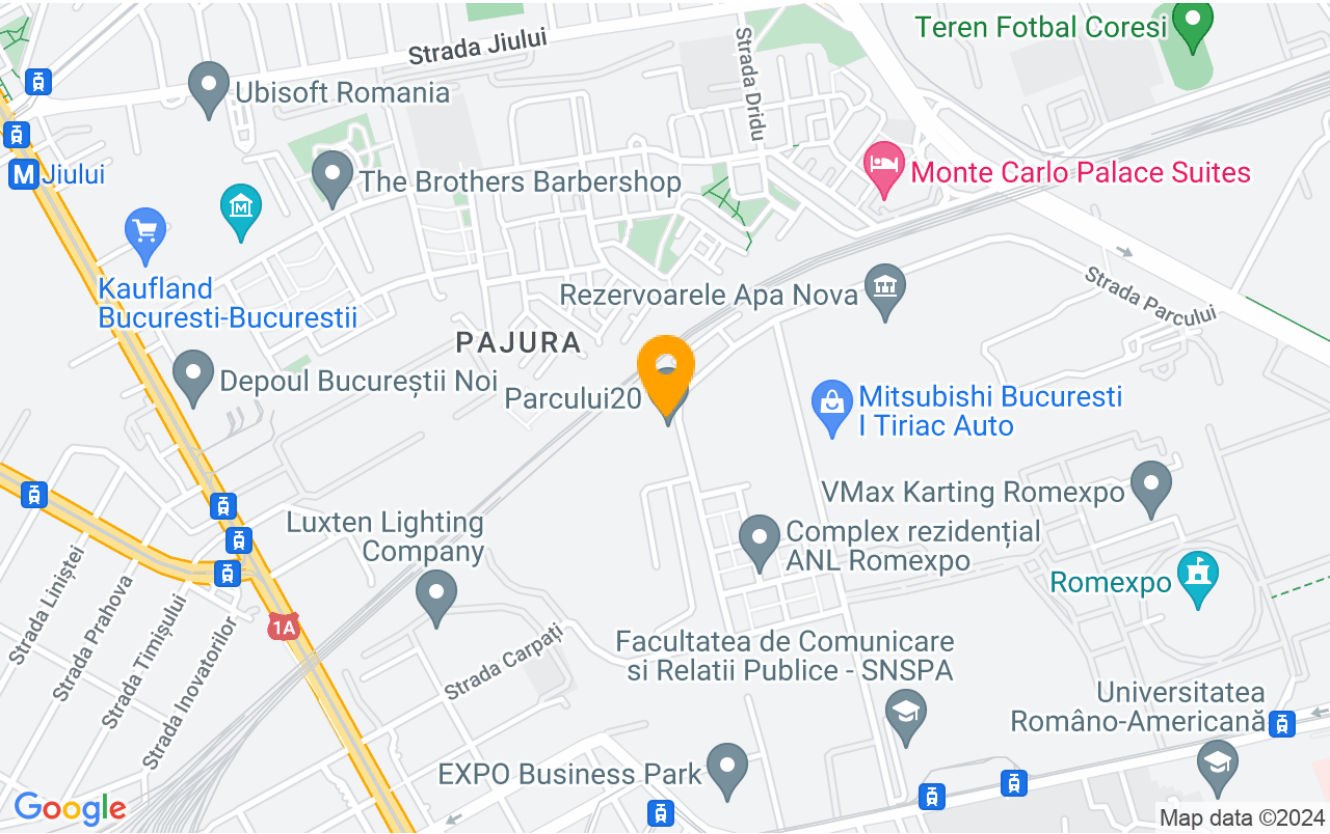 Teren Fotbal Coresi
Strada Jiului
Strada Dridu
Ubisoft Romania
M Jiului
The Brothers Barbershop
Monte Carlo Palace Suites
Kaufland
Bucuresti-Bucurestii
Rezervoarele Apa Nova
Strada Parcului
PAJURA
Depoul Bucureștii Noi
Parcului20
Mitsubishi Bucuresti
I Tiriac Auto
VMax Karting Romexpo
Luxten Lighting
Company
Complex rezidențial
ANL Romexpo
Romexpo
Strada Liniștei
Strada Prahova
Strada Timișului
Strada Inovatorilor
1A
Strada Carpați
Facultatea de Comunicare
si Relatii Publice - SNSPA
Universitatea
Româno-Americană
EXPO Business Park
Google
Map data ©2024